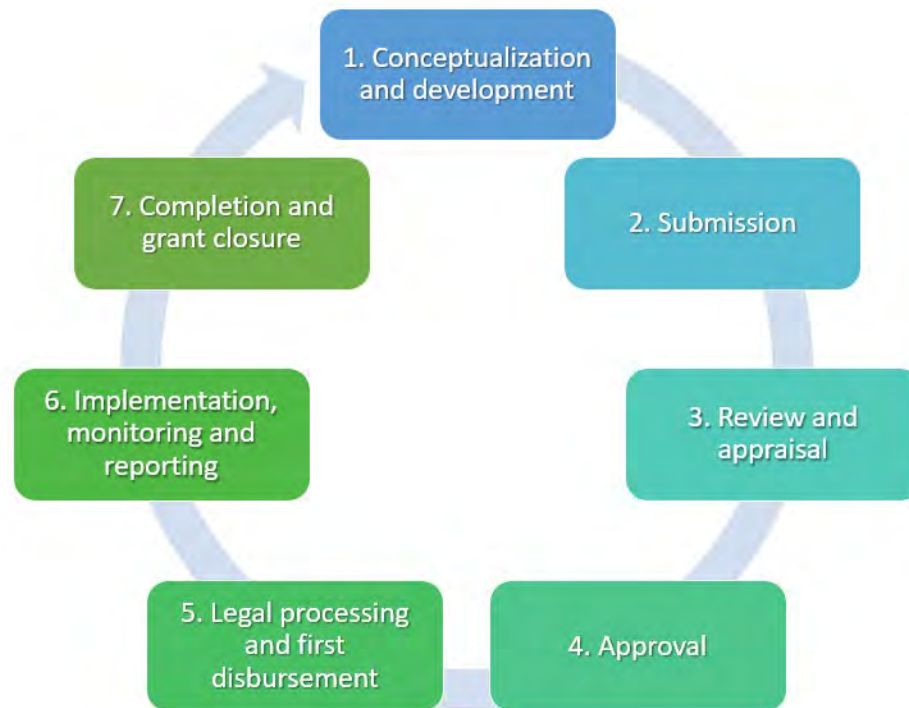 1. Conceptualization
and development
2. Submission
3. Review and
appraisal
4. Approval
5. Legal processing
and first
disbursement
6. Implementation,
monitoring and
reporting
7. Completion and
grant closure